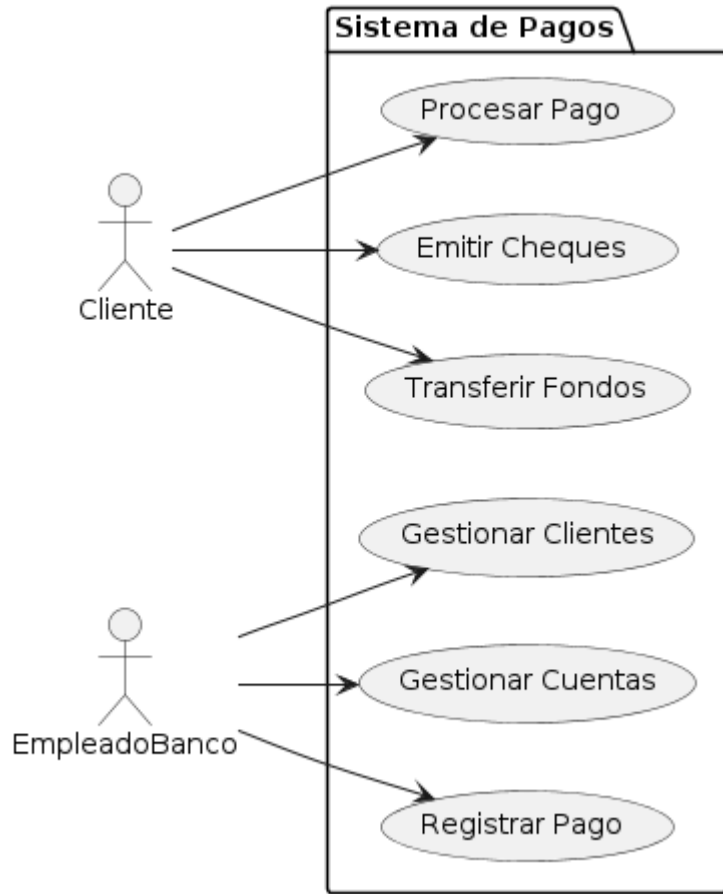 Sistema de Pagos
Procesar Pago
Emitir Cheques
Cliente
Transferir Fondos
Gestionar Clientes
Gestionar Cuentas
EmpleadoBanco
Registrar Pago